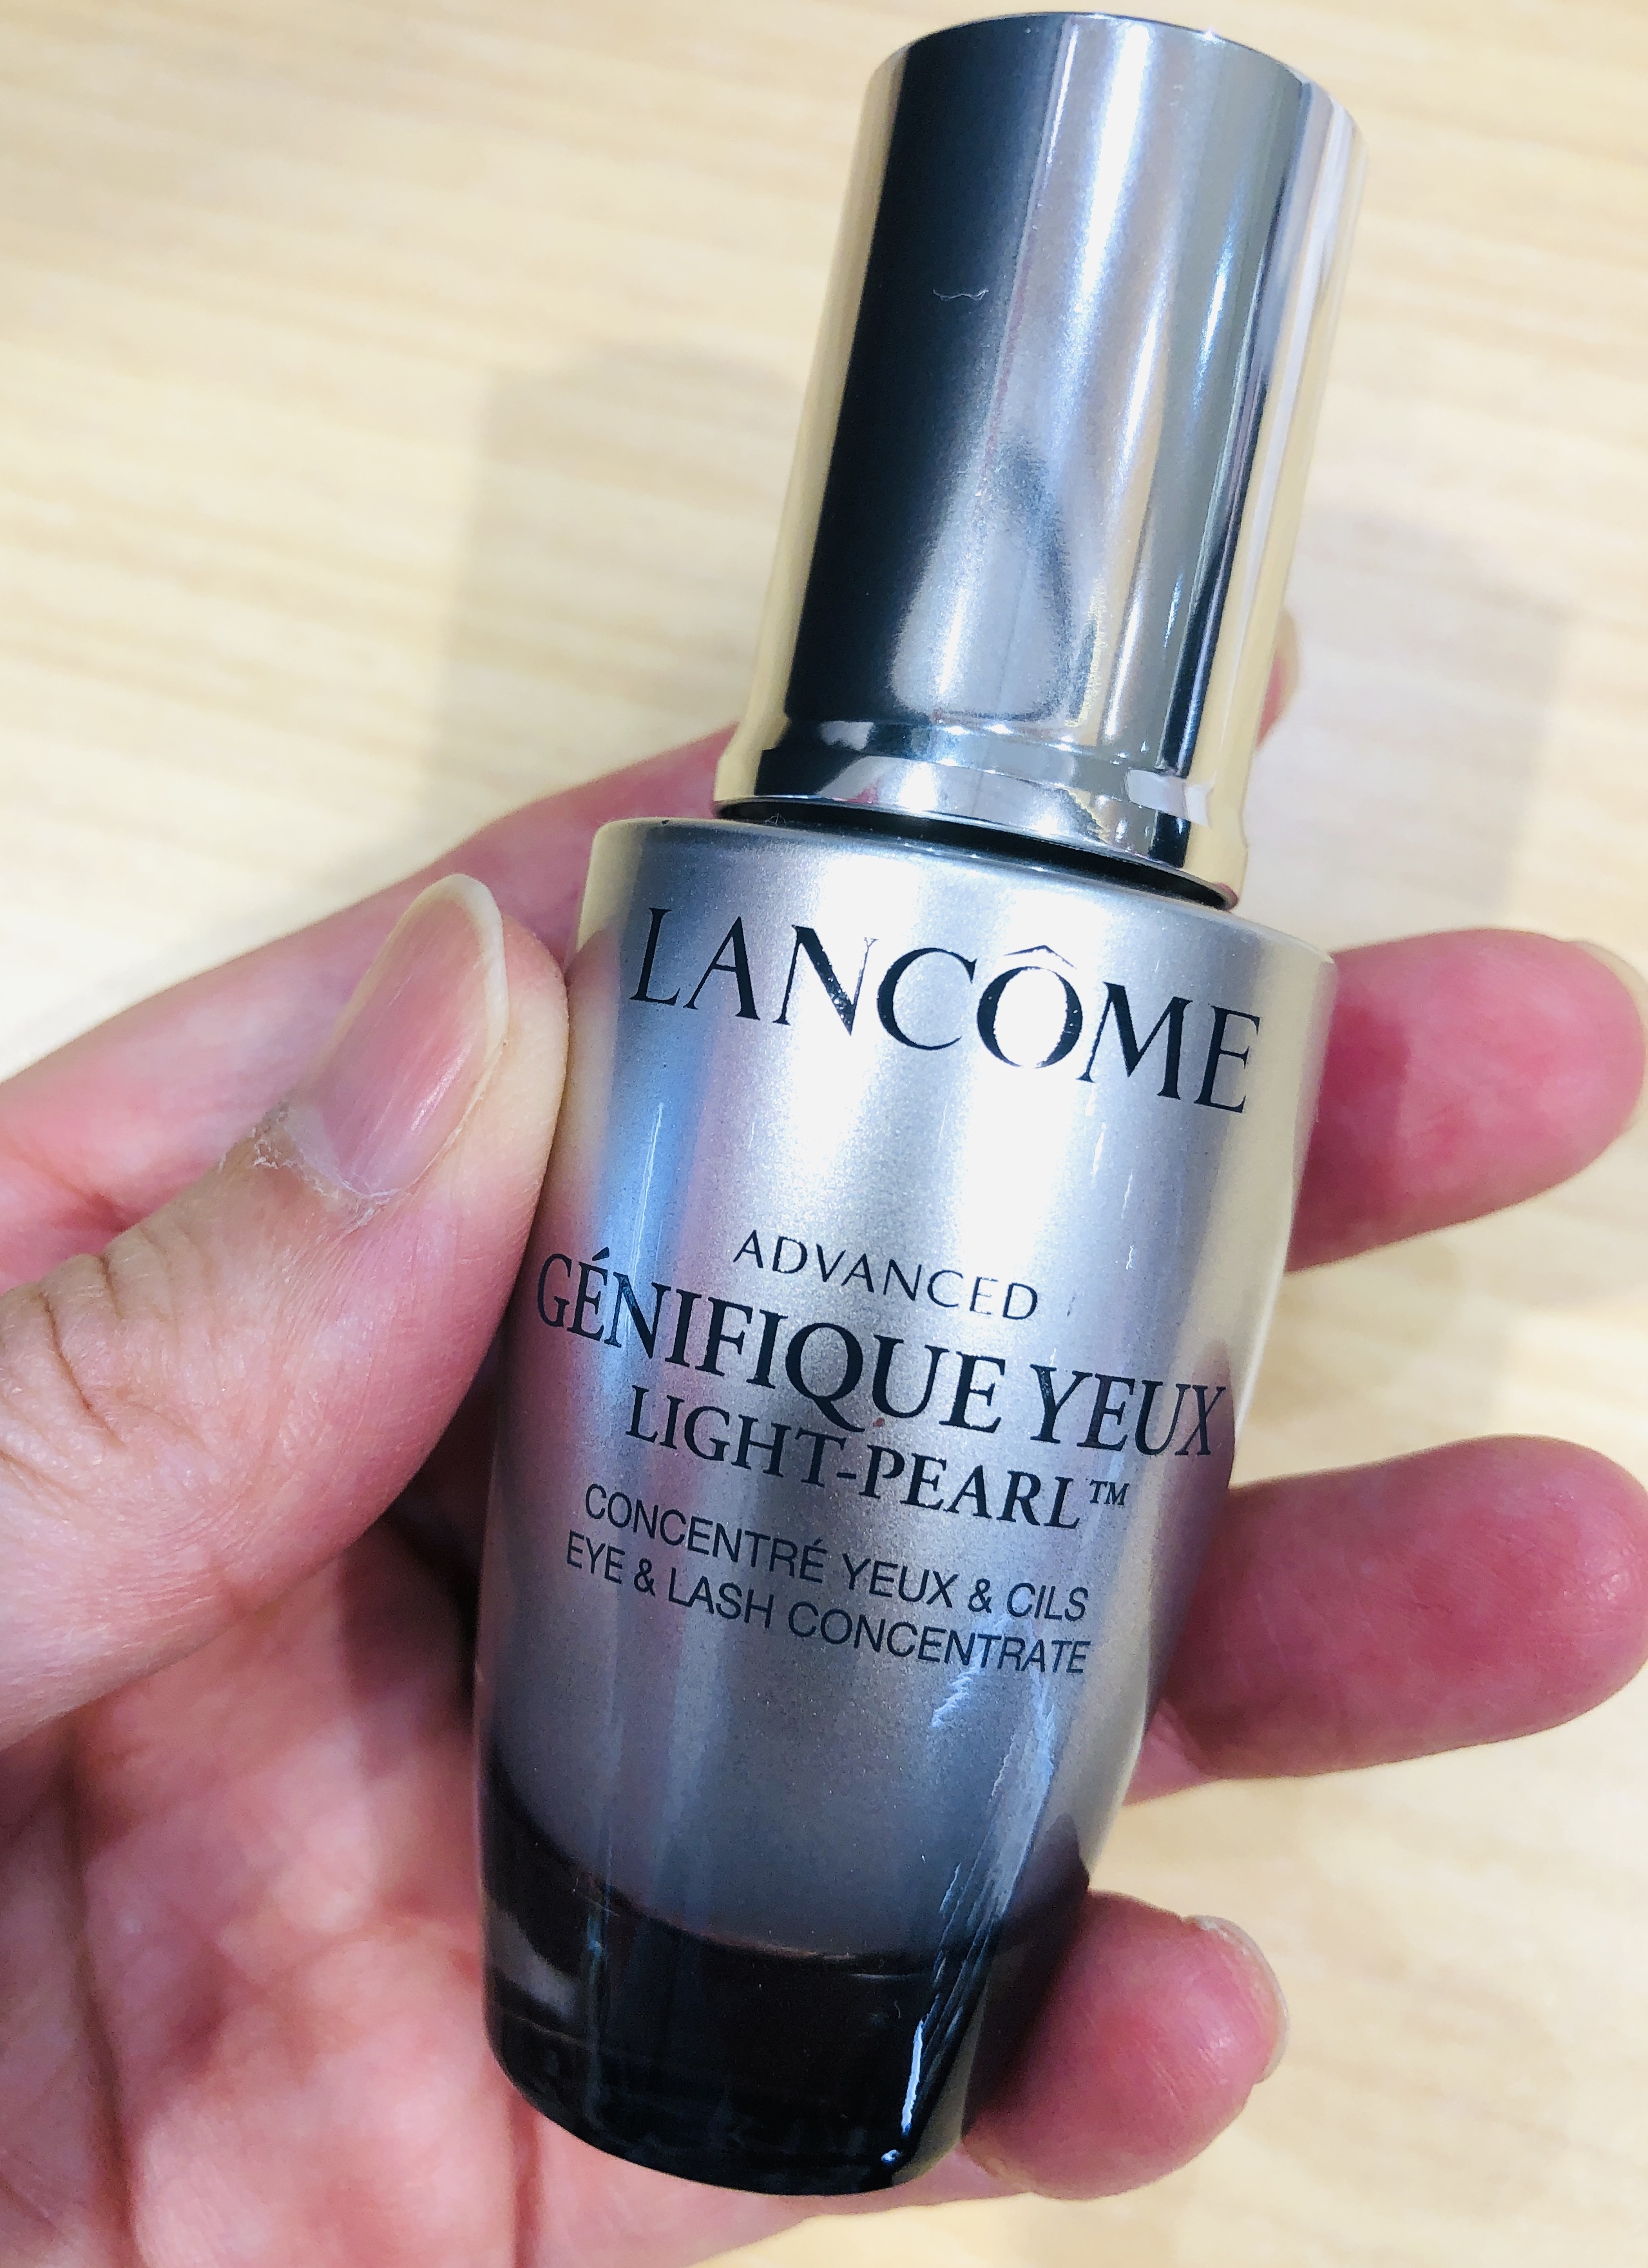 LANCÔME
ADVANCED
GÉNIFIQUE YEUX
LIGHT-PEARL™
CONCENTRÉ YEUX & CILS
EYE & LASH CONCENTRATE